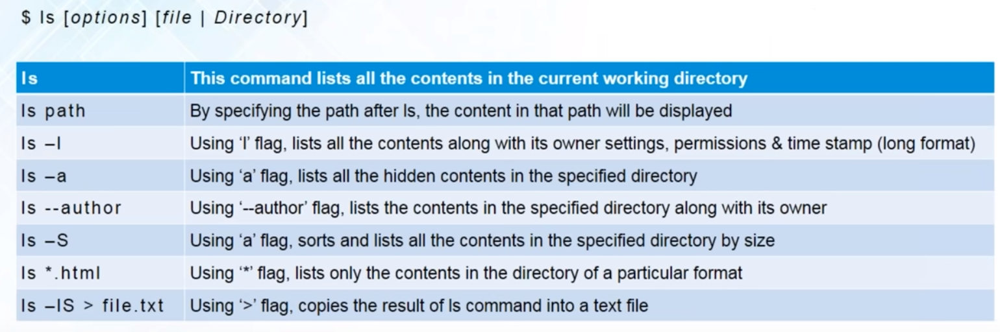 $ ls [options] [file | Directory]
ls This command lists all the contents in the current working directory
ls path By specifying the path after ls, the content in that path will be displayed
ls –l Using ‘l’ flag, lists all the contents along with its owner settings, permissions & time stamp (long format)
ls –a Using ‘a’ flag, lists all the hidden contents in the specified directory
ls --author Using ‘--author’ flag, lists the contents in the specified directory along with its owner
ls –S Using ‘a’ flag, sorts and lists all the contents in the specified directory by size
ls *.html Using ‘*’ flag, lists only the contents in the directory of a particular format
ls –lS > file.txt Using ‘>’ flag, copies the result of ls command into a text file